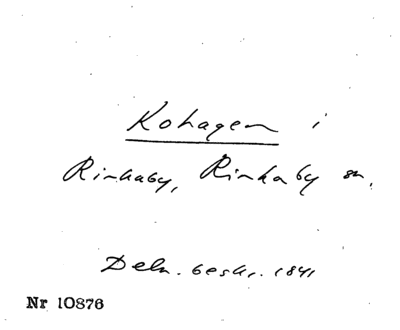 Kohagen i
Rinkaby, Rinkaby sn.
Deln. beskr. 1841
Nr 10876